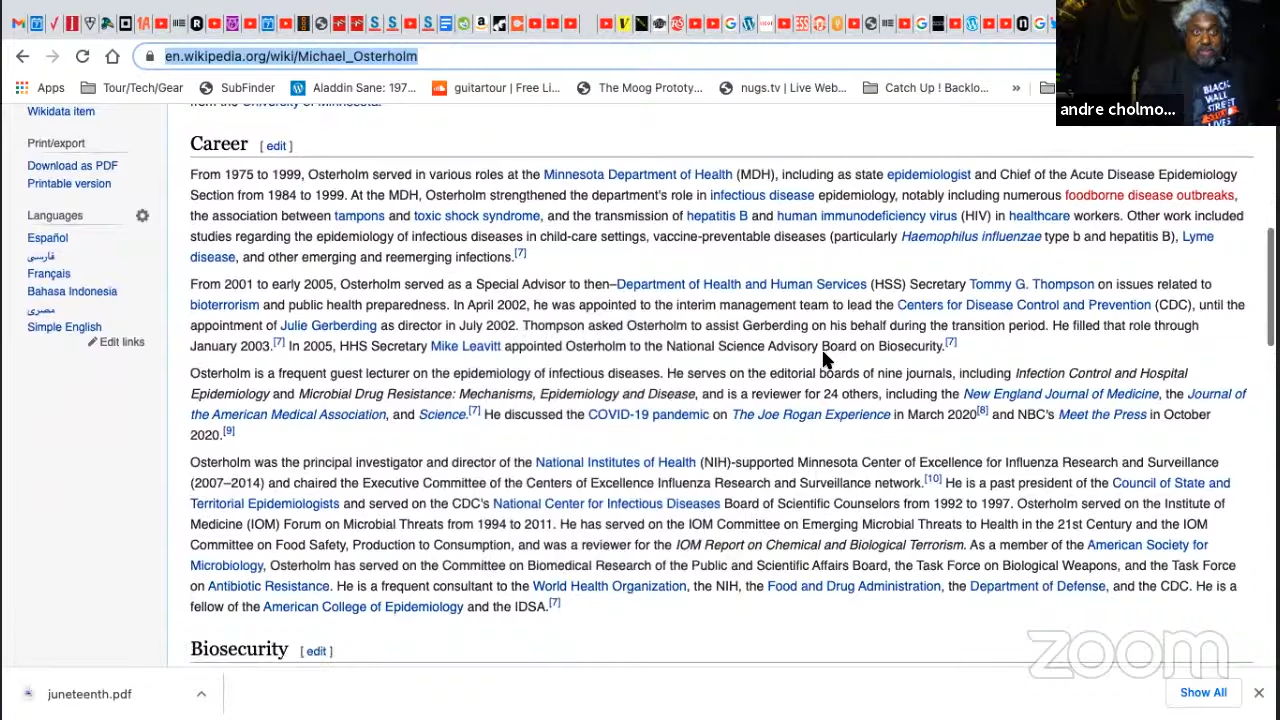 en.wikipedia.org/wiki/Michael_Osterholm
Apps
Tour/Tech/Gear
SubFinder
Aladdin Sane: 197...
guitartour | Free Li...
The Moog Prototy...
nugs.tv | Live Web...
Catch Up ! Backlo...
»
BLACK
WALL
STREET
LIVES
andre cholmo...
Wikidata item
Print/export
Download as PDF
Printable version
Languages
Español
فارسی
Français
Bahasa Indonesia
مصرى
Simple English
Edit links
Career [ edit ]
From 1975 to 1999, Osterholm served in various roles at the Minnesota Department of Health (MDH), including as state epidemiologist and Chief of the Acute Disease Epidemiology
Section from 1984 to 1999. At the MDH, Osterholm strengthened the department's role in infectious disease epidemiology, notably including numerous foodborne disease outbreaks,
the association between tampons and toxic shock syndrome, and the transmission of hepatitis B and human immunodeficiency virus (HIV) in healthcare workers. Other work included
studies regarding the epidemiology of infectious diseases in child-care settings, vaccine-preventable diseases (particularly Haemophilus influenzae type b and hepatitis B), Lyme
disease, and other emerging and reemerging infections.[7]
From 2001 to early 2005, Osterholm served as a Special Advisor to then–Department of Health and Human Services (HSS) Secretary Tommy G. Thompson on issues related to
bioterrorism and public health preparedness. In April 2002, he was appointed to the interim management team to lead the Centers for Disease Control and Prevention (CDC), until the
appointment of Julie Gerberding as director in July 2002. Thompson asked Osterholm to assist Gerberding on his behalf during the transition period. He filled that role through
January 2003.[7] In 2005, HHS Secretary Mike Leavitt appointed Osterholm to the National Science Advisory Board on Biosecurity.[7]
Osterholm is a frequent guest lecturer on the epidemiology of infectious diseases. He serves on the editorial boards of nine journals, including Infection Control and Hospital
Epidemiology and Microbial Drug Resistance: Mechanisms, Epidemiology and Disease, and is a reviewer for 24 others, including the New England Journal of Medicine, the Journal of
the American Medical Association, and Science.[7] He discussed the COVID-19 pandemic on The Joe Rogan Experience in March 2020[8] and NBC's Meet the Press in October
2020.[9]
Osterholm was the principal investigator and director of the National Institutes of Health (NIH)-supported Minnesota Center of Excellence for Influenza Research and Surveillance
(2007–2014) and chaired the Executive Committee of the Centers of Excellence Influenza Research and Surveillance network.[10] He is a past president of the Council of State and
Territorial Epidemiologists and served on the CDC's National Center for Infectious Diseases Board of Scientific Counselors from 1992 to 1997. Osterholm served on the Institute of
Medicine (IOM) Forum on Microbial Threats from 1994 to 2011. He has served on the IOM Committee on Emerging Microbial Threats to Health in the 21st Century and the IOM
Committee on Food Safety, Production to Consumption, and was a reviewer for the IOM Report on Chemical and Biological Terrorism. As a member of the American Society for
Microbiology, Osterholm has served on the Committee on Biomedical Research of the Public and Scientific Affairs Board, the Task Force on Biological Weapons, and the Task Force
on Antibiotic Resistance. He is a frequent consultant to the World Health Organization, the NIH, the Food and Drug Administration, the Department of Defense, and the CDC. He is a
fellow of the American College of Epidemiology and the IDSA.[7]
Biosecurity [ edit ]
zoom
juneteenth.pdf
Show All